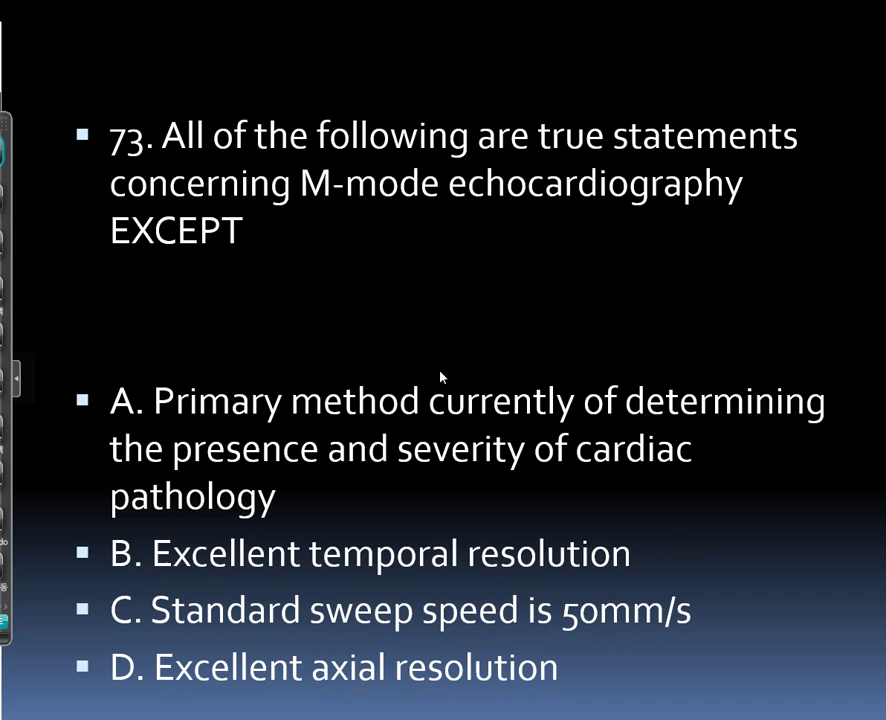 73. All of the following are true statements
concerning M-mode echocardiography
EXCEPT
A. Primary method currently of determining
the presence and severity of cardiac
pathology
B. Excellent temporal resolution
C. Standard sweep speed is 50mm/s
D. Excellent axial resolution